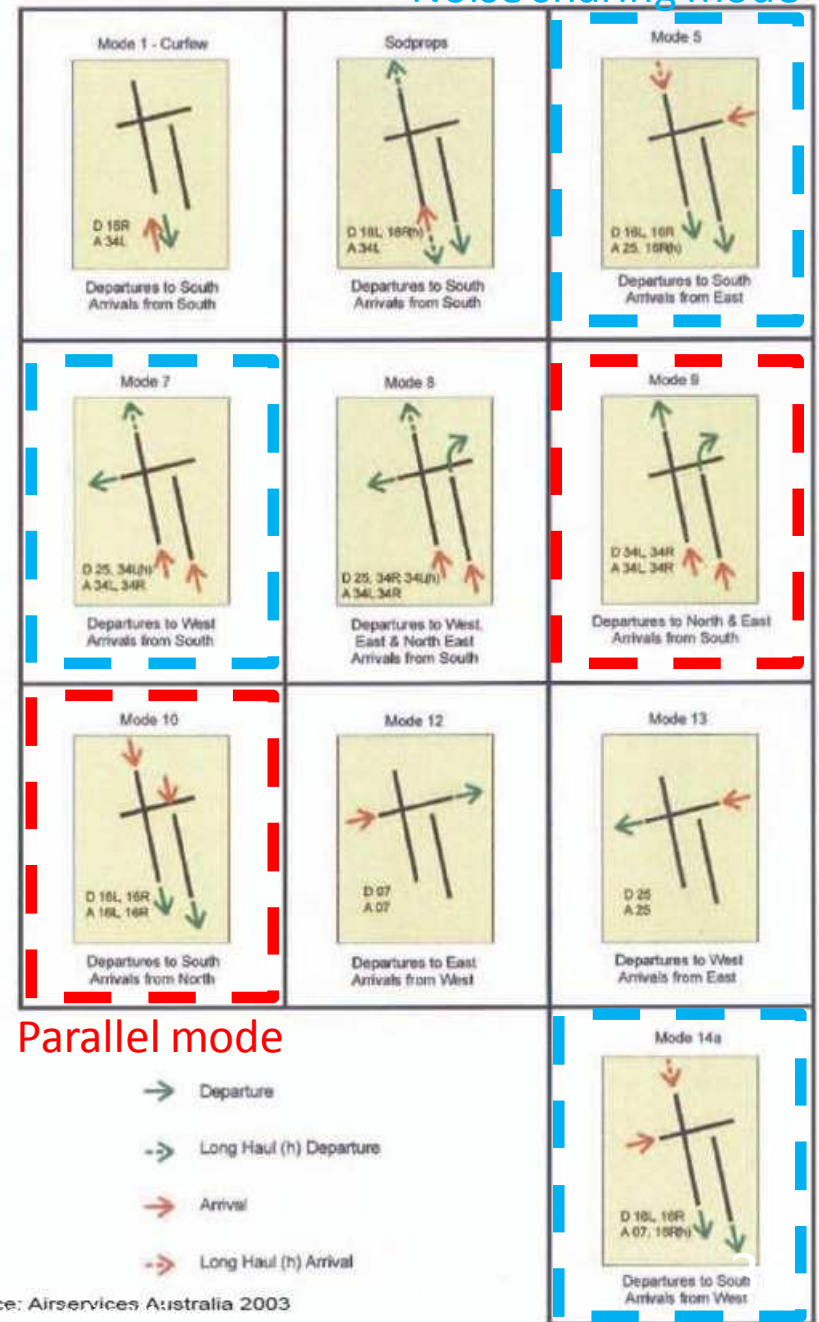 Noise sharing mode
Mode 1 - Curfew
D 16R
A 34L
Departures to South
Arrivals from South
Sodprops
D 16L, 16R(h)
A 34L
Departures to South
Arrivals from South
Mode 5
D 16L, 16R
A 25, 16R(h)
Departures to South
Arrivals from East
Mode 7
D 25, 34L(h)
A 34L, 34R
Departures to West
Arrivals from South
Mode 8
D 25, 34R, 34L(h)
A 34L, 34R
Departures to West,
East & North East
Arrivals from South
Mode 9
D 34L, 34R
A 34L, 34R
Departures to North & East
Arrivals from South
Mode 10
D 16L, 16R
A 16L, 16R
Departures to South
Arrivals from North
Mode 12
D 07
A 07
Departures to East
Arrivals from West
Mode 13
D 25
A 25
Departures to West
Arrivals from East
Parallel mode
Departure
Long Haul (h) Departure
Arrival
Long Haul (h) Arrival
Mode 14a
D 16L, 16R
A 07, 16R(h)
Departures to South
Arrivals from West
ce: Airservices Australia 2003